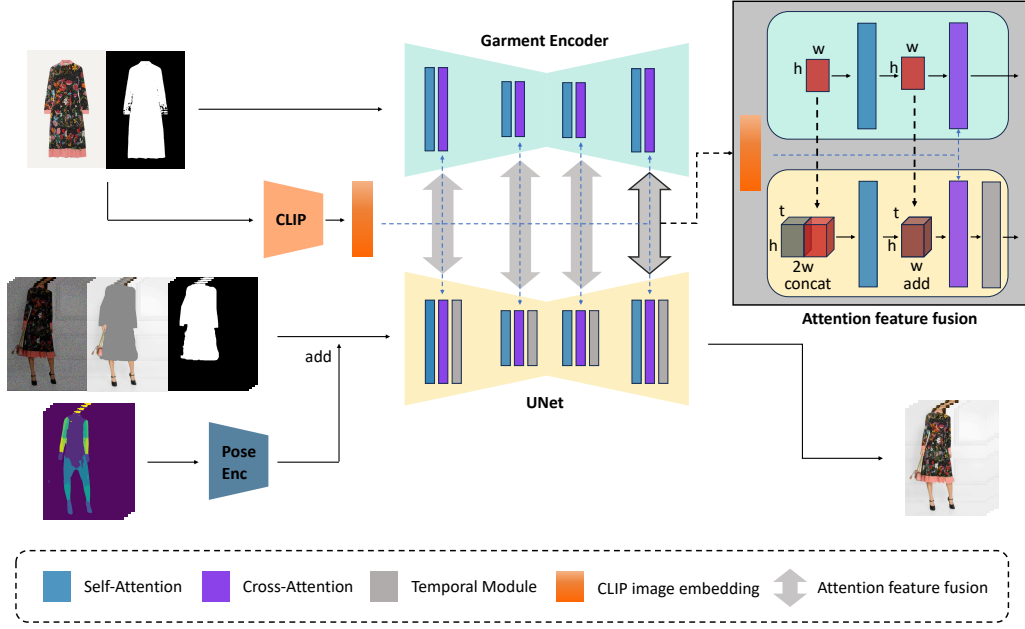 Garment Encoder
w
w
h
h
CLIP
t
t
h
h
2w
w
concat
add
Attention feature fusion
add
UNet
Pose
Enc
Self-Attention
Cross-Attention
Temporal Module
CLIP image embedding
Attention feature fusion